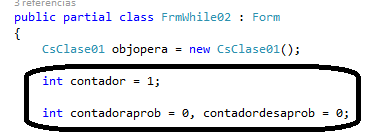 3 referencias
public partial class FrmWhile02 : Form
{
CsClase01 objopera = new CsClase01();
int contador = 1;
int contadoraprob = 0, contadordesaprob = 0;